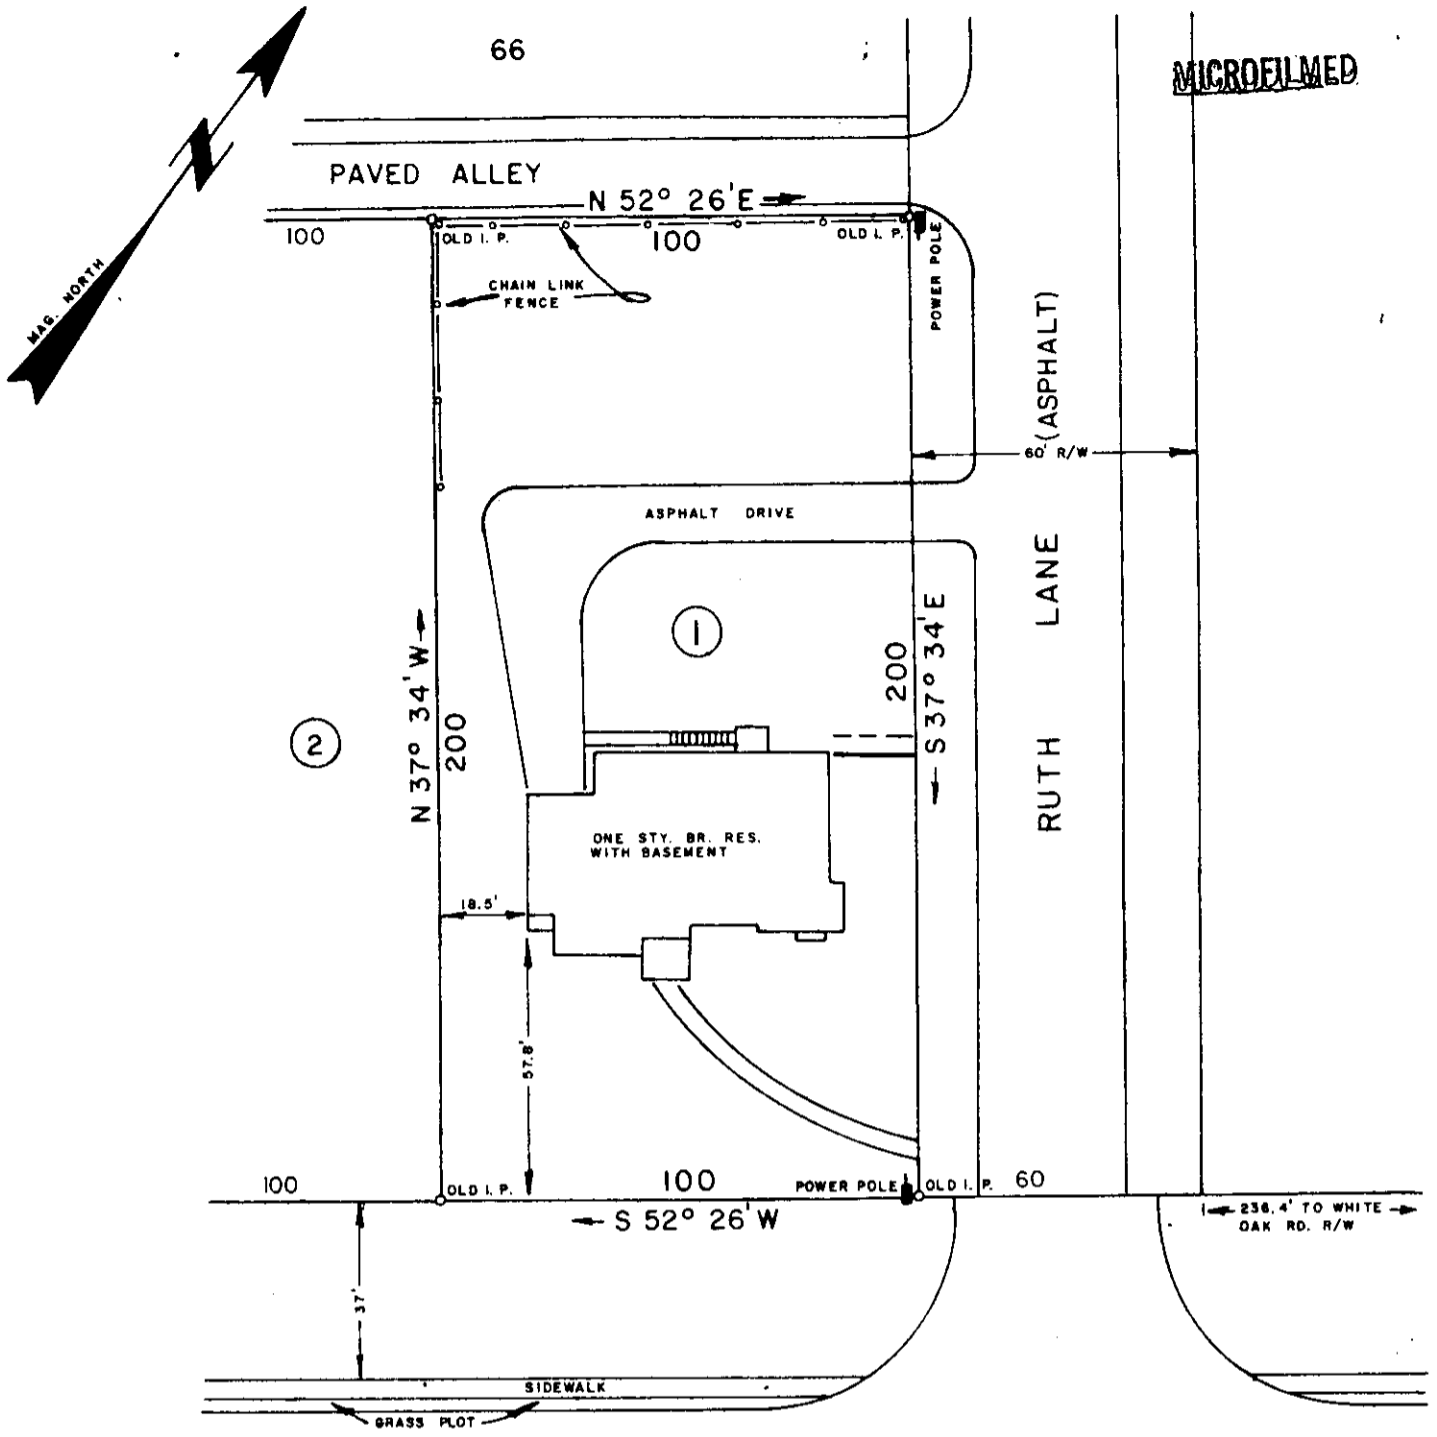 66
MICROFILMED
PAVED ALLEY
N 52° 26'E
100
OLD I. P.
100
OLD I. P.
POWER POLE
MAG. NORTH
CHAIN LINK
FENCE
(ASPHALT)
60' R/W
ASPHALT DRIVE
1
RUTH LANE
N 37° 34' W
200
200
S 37° 34' E
2
ONE STY. BR. RES.
WITH BASEMENT
18.5'
57.8'
100
OLD I. P.
100
POWER POLE
OLD I. P.
60
S 52° 26' W
236.4' TO WHITE
OAK RD. R/W
37'
SIDEWALK
GRASS PLOT